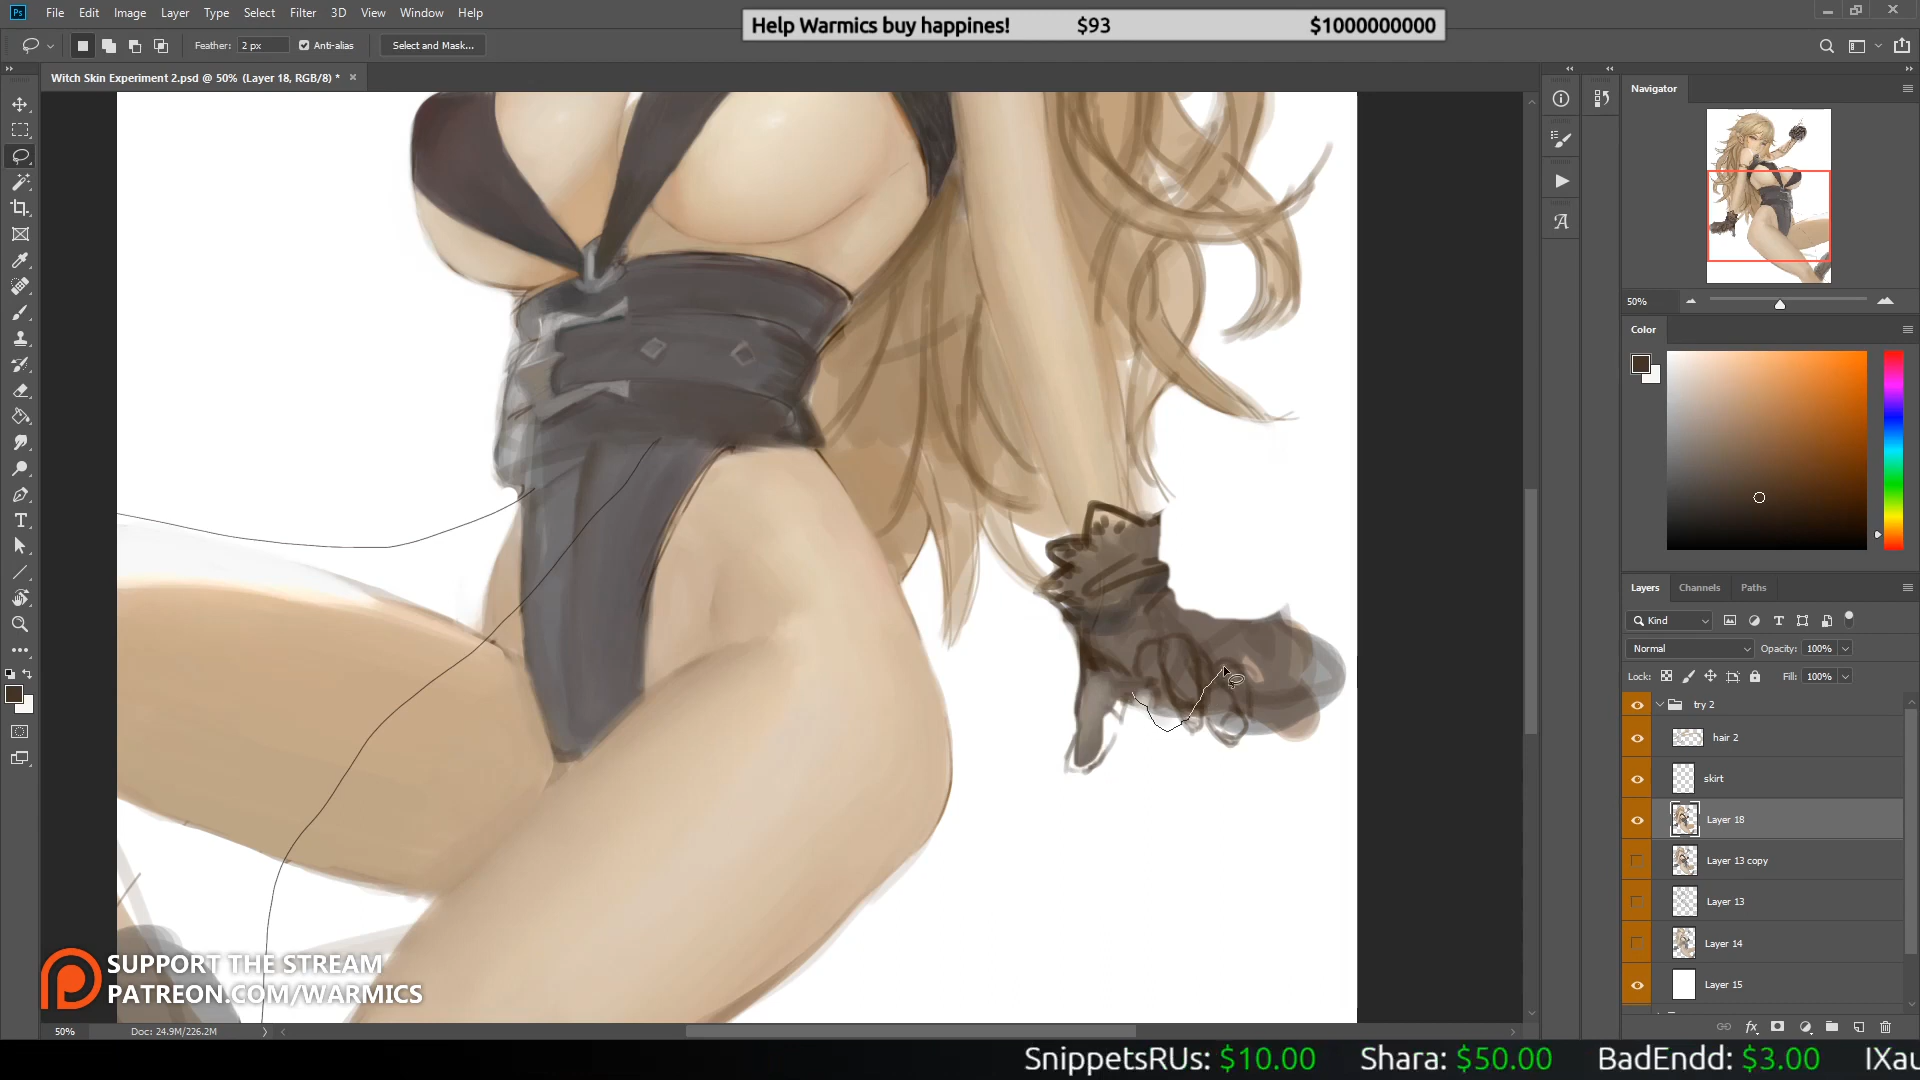 Ps File Edit Image Layer Type Select Filter 3D View Window Help
Help Warmics buy happines! $93 $1000000000
Feather: 2 px Anti-alias Select and Mask...
Witch Skin Experiment 2.psd @ 50% (Layer 18, RGB/8) *
Navigator
50%
Color
Layers Channels Paths
Kind
Normal Opacity: 100%
Lock: Fill: 100%
try 2
hair 2
skirt
Layer 18
Layer 13 copy
Layer 13
Layer 14
Layer 15
SUPPORT THE STREAM
PATREON.COM/WARMICS
50% Doc: 24.9M/226.2M
SnippetsRUs: $10.00 Shara: $50.00 BadEndd: $3.00 IXau